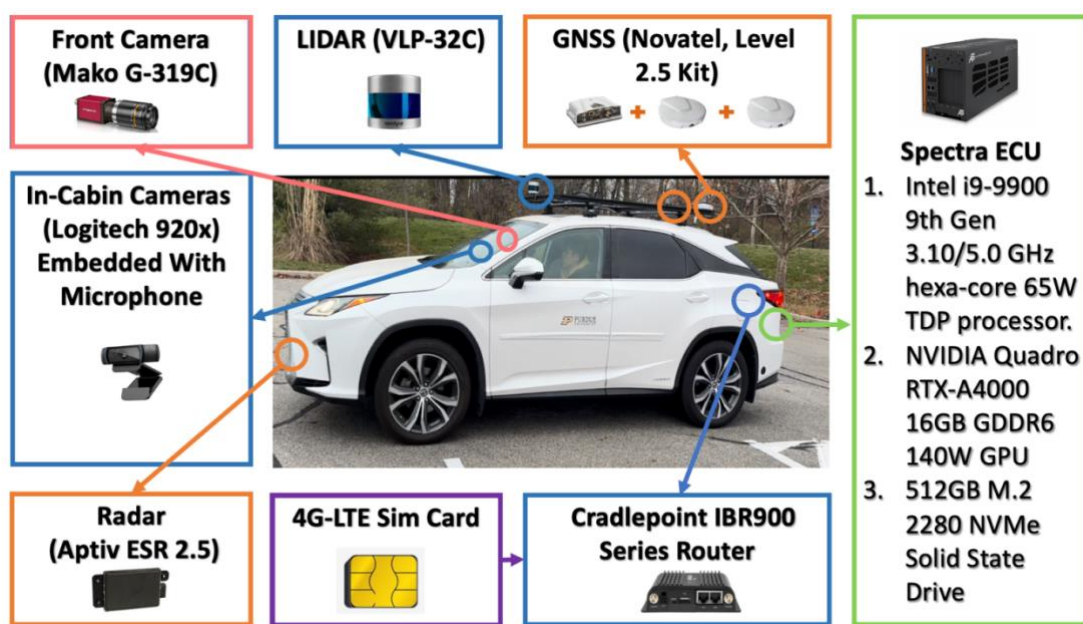 Front Camera
(Mako G-319C)
LIDAR (VLP-32C)
GNSS (Novatel, Level
2.5 Kit)
In-Cabin Cameras
(Logitech 920x)
Embedded With
Microphone
Spectra ECU
1. Intel i9-9900
9th Gen
3.10/5.0 GHz
hexa-core 65W
TDP processor.
2. NVIDIA Quadro
RTX-A4000
16GB GDDR6
140W GPU
3. 512GB M.2
2280 NVMe
Solid State
Drive
PURDUE
Radar
(Aptiv ESR 2.5)
4G-LTE Sim Card
Cradlepoint IBR900
Series Router